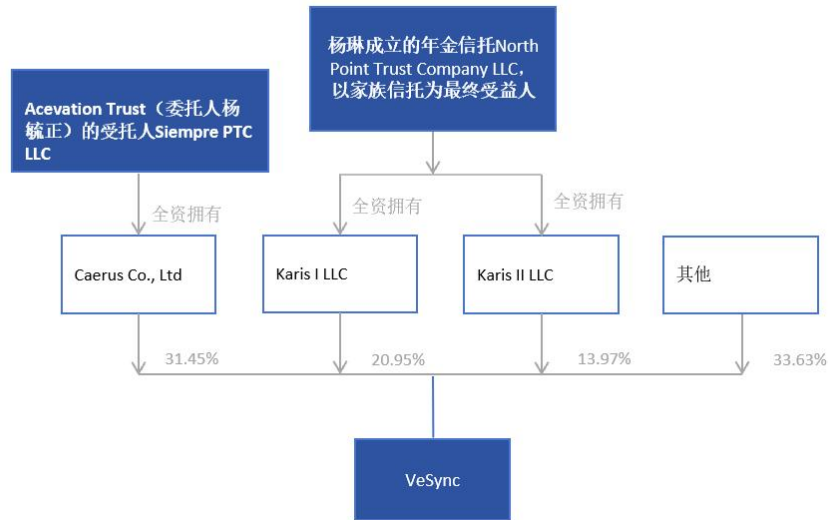 杨琳成立的年金信托North
Point Trust Company LLC，
以家族信托为最终受益人
Acevation Trust（委托人杨
毓正）的受托人Siempre PTC
LLC
全资拥有
全资拥有
全资拥有
Caerus Co., Ltd
Karis I LLC
Karis II LLC
其他
31.45%
20.95%
13.97%
33.63%
VeSync